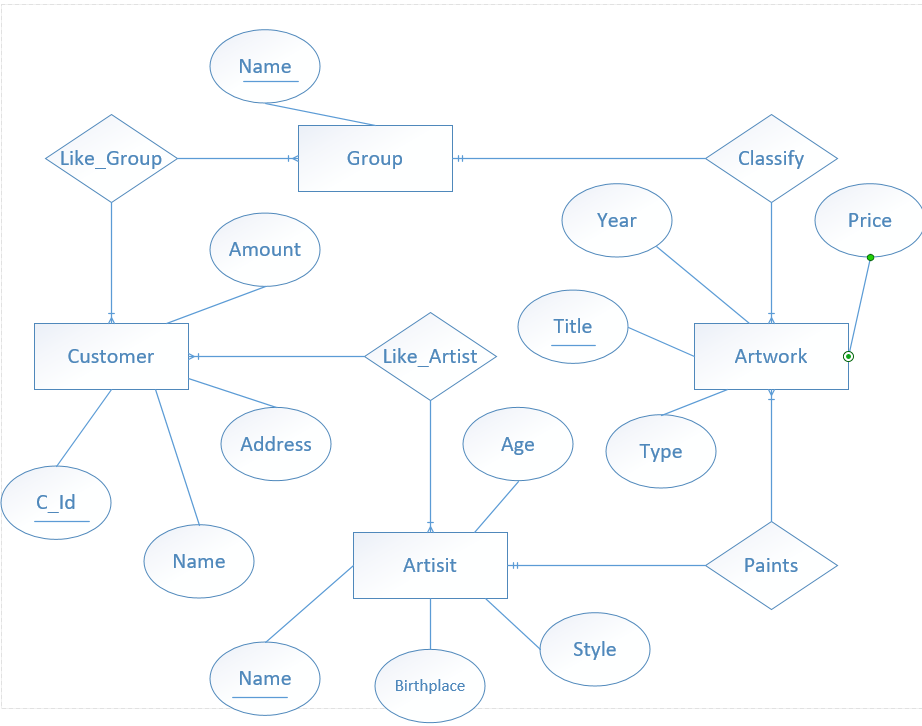 Name
Like_Group
Group
Classify
Year
Price
Amount
Title
Customer
Like_Artist
Artwork
Address
Age
Type
C_Id
Name
Artisit
Paints
Name
Birthplace
Style